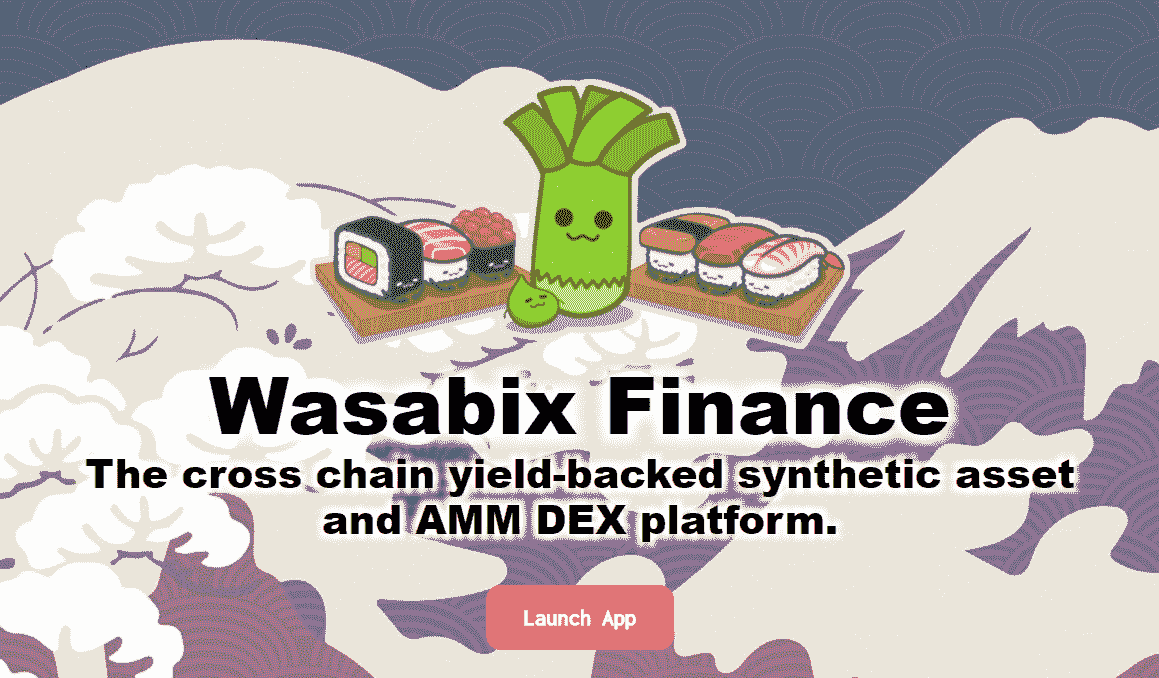 Wasabix Finance
The cross chain yield-backed synthetic asset
and AMM DEX platform.
Launch App